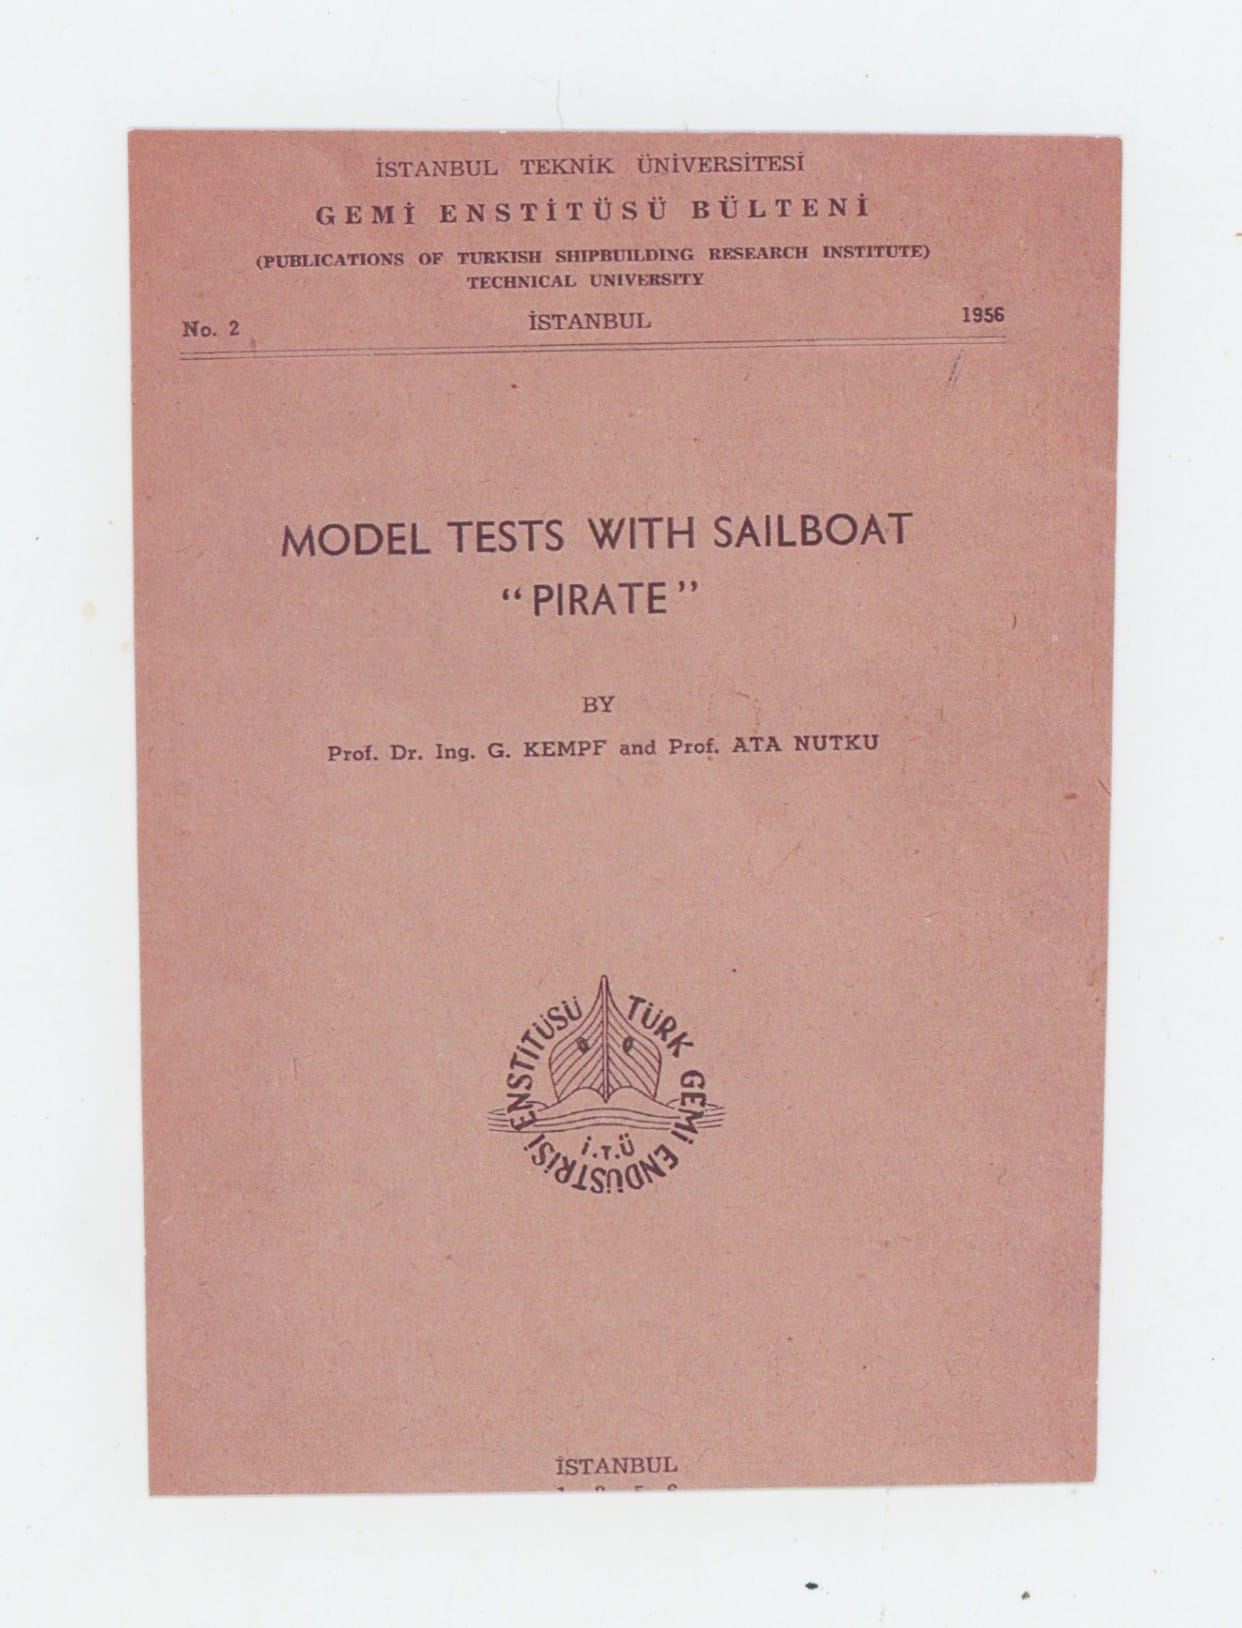 İSTANBUL TEKNİK ÜNİVERSİTESİ
GEMİ ENSTİTÜSÜ BÜLTENİ
(PUBLICATIONS OF TURKISH SHIPBUILDING RESEARCH INSTITUTE)
TECHNICAL UNIVERSITY
No. 2 İSTANBUL 1956
MODEL TESTS WITH SAILBOAT
“PIRATE”
BY
Prof. Dr. Ing. G. KEMPF and Prof. ATA NUTKU
TÜRK GEMİ ENDÜSTRİSİ ENSTİTÜSÜ
İ.T.Ü
İSTANBUL